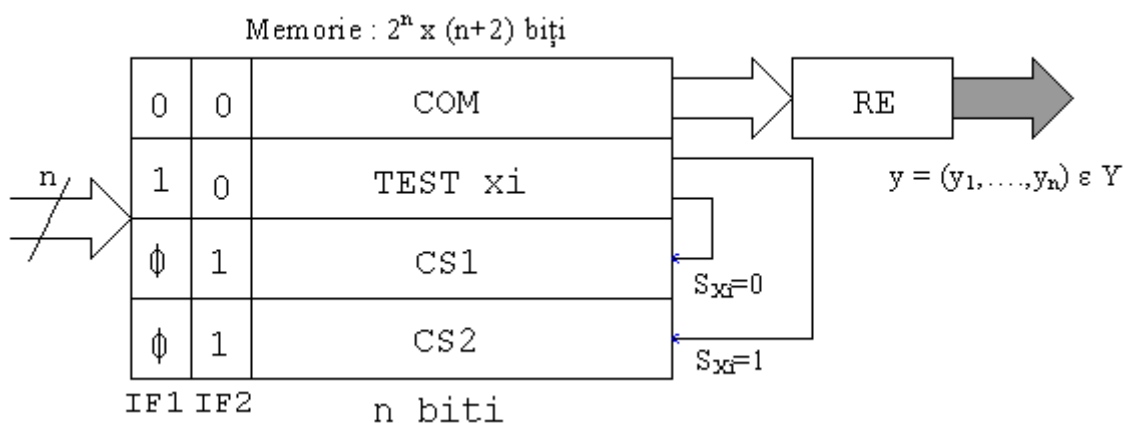 Memorie : 2ⁿ x (n+2) biţi
0 0 COM
RE
n
1 0 TEST xi
y = (y₁,....,yₙ) ε Y
ϕ 1 CS1
Sxi=0
ϕ 1 CS2
Sxi=1
IF1 IF2
n biti